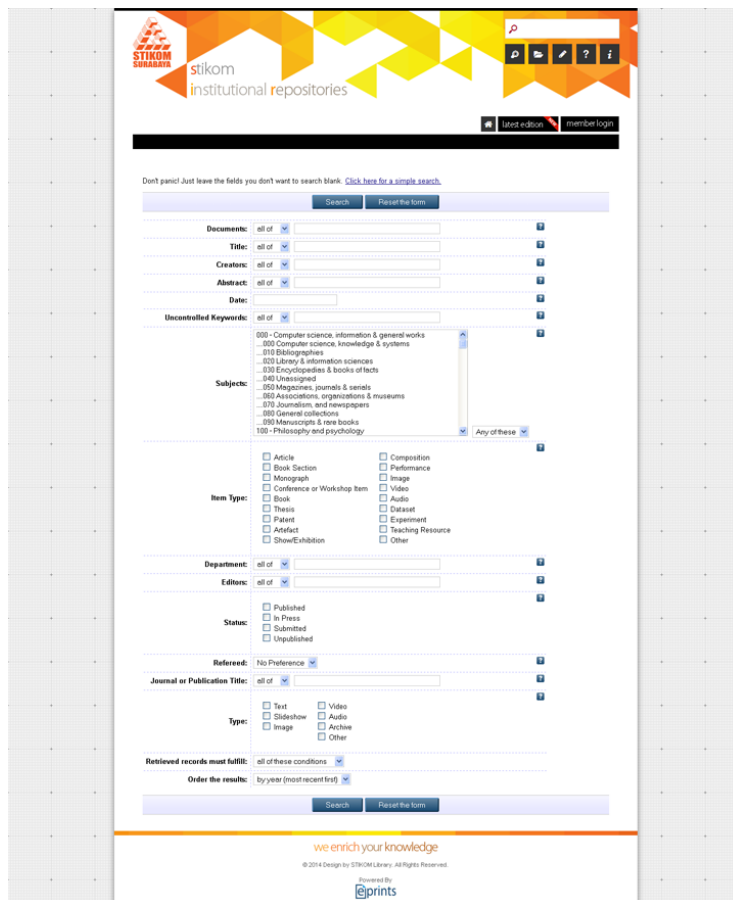 STIKOM
SURABAYA
stikom
institutional repositories
latest edition
member login
Don't panic! Just leave the fields you don't want to search blank. Click here for a simple search.
Search Reset the form
Documents: all of
Title: all of
Creators: all of
Abstract: all of
Date:
Uncontrolled Keywords: all of
000 - Computer science, information & general works
...000 Computer science, knowledge & systems
...010 Bibliographies
...020 Library & information sciences
...030 Encyclopedias & books of facts
...040 Unassigned
Subjects:
...050 Magazines, journals & serials
...060 Associations, organizations & museums
...070 Journalism, and newspapers
...080 General collections
...090 Manuscripts & rare books
100 - Philosophy and psychology
Any of these
Article Composition
Book Section Performance
Monograph Image
Conference or Workshop Item Video
Item Type: Book Audio
Thesis Dataset
Patent Experiment
Artefact Teaching Resource
Show/Exhibition Other
Department: all of
Editors: all of
Published
In Press
Status:
Submitted
Unpublished
Refereed: No Preference
Journal or Publication Title: all of
Text Video
Slideshow Audio
Type:
Image Archive
Other
Retrieved records must fulfill: all of these conditions
Order the results: by year (most recent first)
Search Reset the form
we enrich your knowledge
© 2014 Design by STIKOM Library. All Rights Reserved.
Powered By
eprints